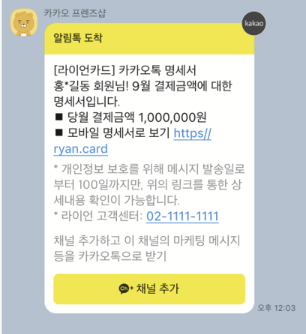 카카오 프렌즈샵
kakao
알림톡 도착
[라이언카드] 카카오톡 명세서
홍*길동 회원님! 9월 결제금액에 대한
명세서입니다.
■ 당월 결제금액 1,000,000원
■ 모바일 명세서로 보기 https//
ryan.card
* 개인정보 보호를 위해 메시지 발송일로
부터 100일까지만, 위의 링크를 통한 상
세내용 확인이 가능합니다.
* 라이언 고객센터: 02-1111-1111
채널 추가하고 이 채널의 마케팅 메시지
등을 카카오톡으로 받기
Ch+ 채널 추가
오후 12:03